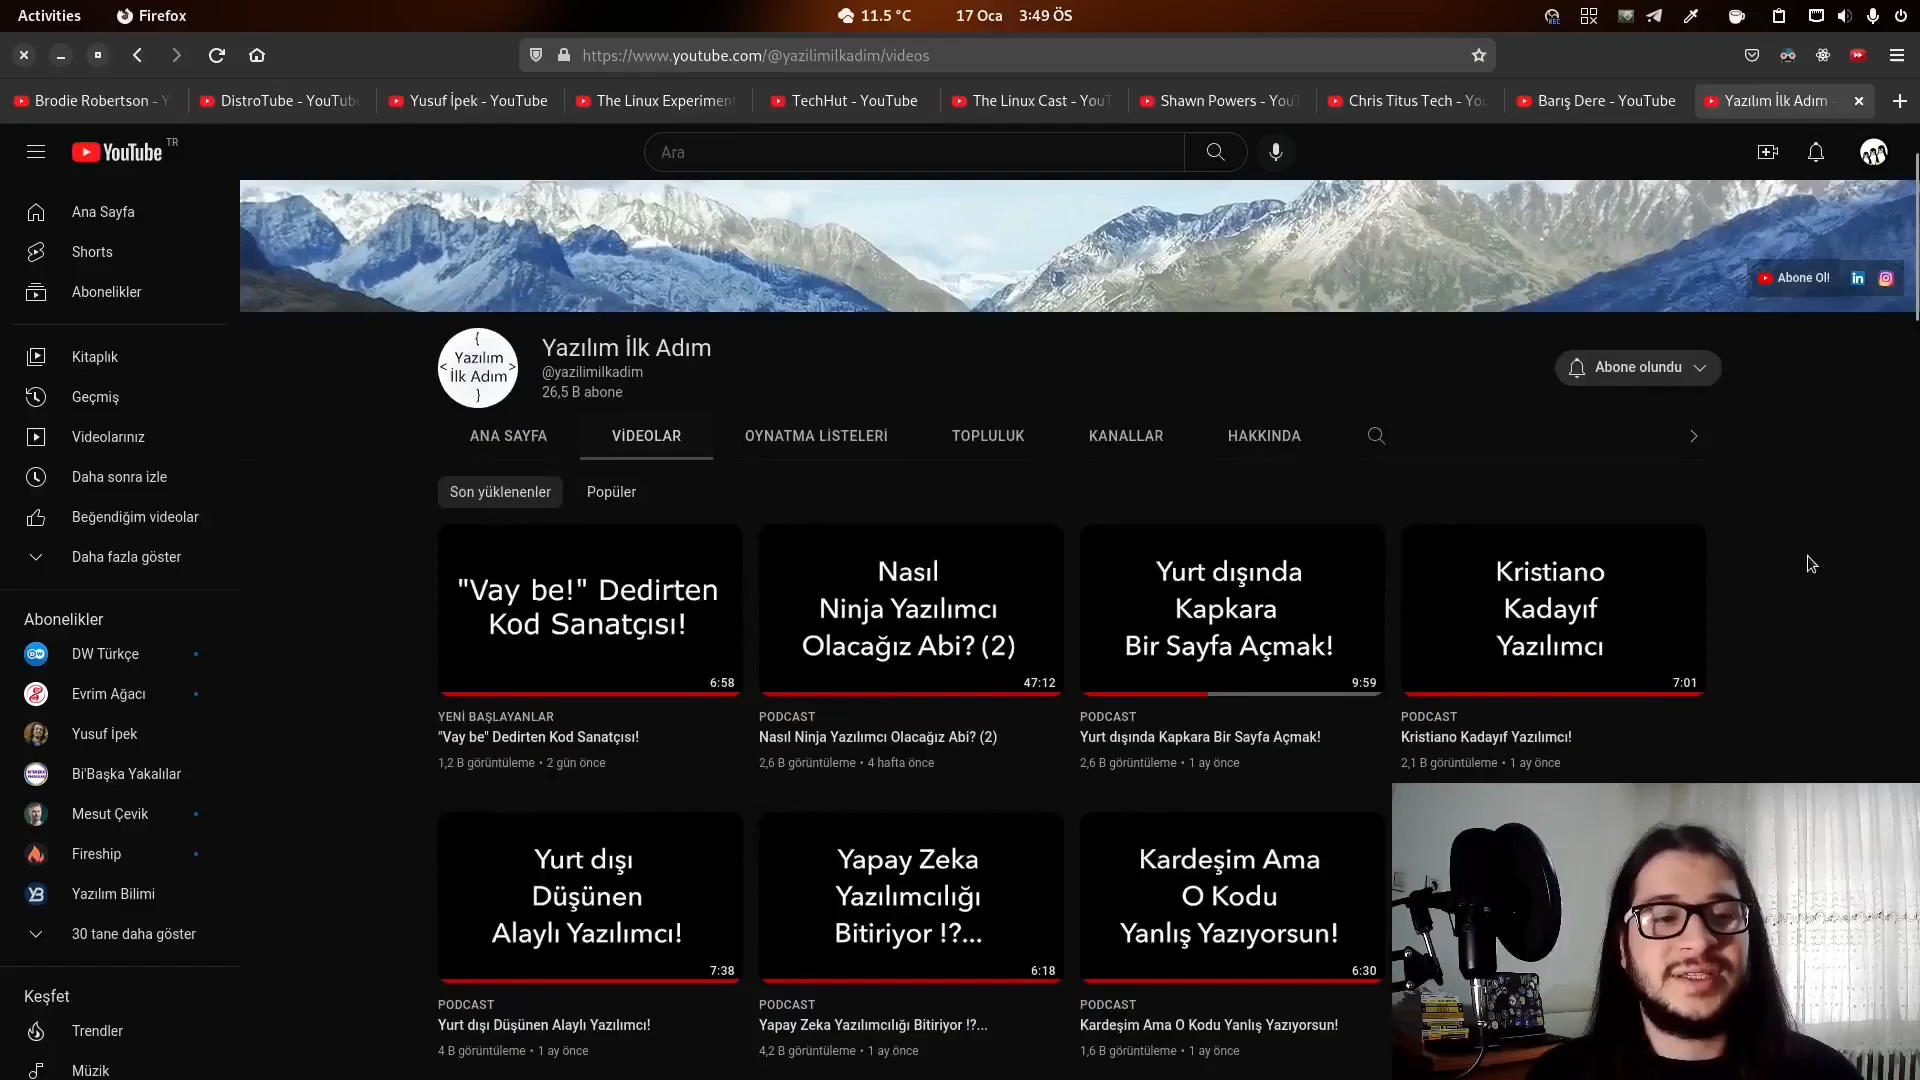 Activities
Firefox
11.5 °C
17 Oca 3:49 ÖS
https://www.youtube.com/@yazilimilkadim/videos
Brodie Robertson - Y
DistroTube - YouTub
Yusuf İpek - YouTube
The Linux Experimen
TechHut - YouTube
The Linux Cast - YouT
Shawn Powers - YouT
Chris Titus Tech - Yo
Barış Dere - YouTube
Yazılım İlk Adım -
YouTube TR
Ara
Ana Sayfa
Shorts
Abonelikler
Kitaplık
Geçmiş
Videolarınız
Daha sonra izle
Beğendiğim videolar
Daha fazla göster
Abonelikler
DW Türkçe
Evrim Ağacı
Yusuf İpek
Bi'Başka Yakalılar
Mesut Çevik
Fireship
Yazılım Bilimi
30 tane daha göster
Keşfet
Trendler
Müzik
Abone Ol!
{
Yazılım
< İlk Adım >
}
Yazılım İlk Adım
@yazilimilkadim
26,5 B abone
Abone olundu
ANA SAYFA
VİDEOLAR
OYNATMA LİSTELERİ
TOPLULUK
KANALLAR
HAKKINDA
Son yüklenenler
Popüler
"Vay be!" Dedirten
Kod Sanatçısı!
6:58
YENİ BAŞLAYANLAR
"Vay be" Dedirten Kod Sanatçısı!
1,2 B görüntüleme • 2 gün önce
Nasıl
Ninja Yazılımcı
Olacağız Abi? (2)
47:12
PODCAST
Nasıl Ninja Yazılımcı Olacağız Abi? (2)
2,6 B görüntüleme • 4 hafta önce
Yurt dışında
Kapkara
Bir Sayfa Açmak!
9:59
PODCAST
Yurt dışında Kapkara Bir Sayfa Açmak!
2,6 B görüntüleme • 1 ay önce
Kristiano
Kadayıf
Yazılımcı
7:01
PODCAST
Kristiano Kadayıf Yazılımcı!
2,1 B görüntüleme • 1 ay önce
Yurt dışı
Düşünen
Alaylı Yazılımcı!
7:38
PODCAST
Yurt dışı Düşünen Alaylı Yazılımcı!
4 B görüntüleme • 1 ay önce
Yapay Zeka
Yazılımcılığı
Bitiriyor !?...
6:18
PODCAST
Yapay Zeka Yazılımcılığı Bitiriyor !?...
4,2 B görüntüleme • 1 ay önce
Kardeşim Ama
O Kodu
Yanlış Yazıyorsun!
6:30
PODCAST
Kardeşim Ama O Kodu Yanlış Yazıyorsun!
1,6 B görüntüleme • 1 ay önce